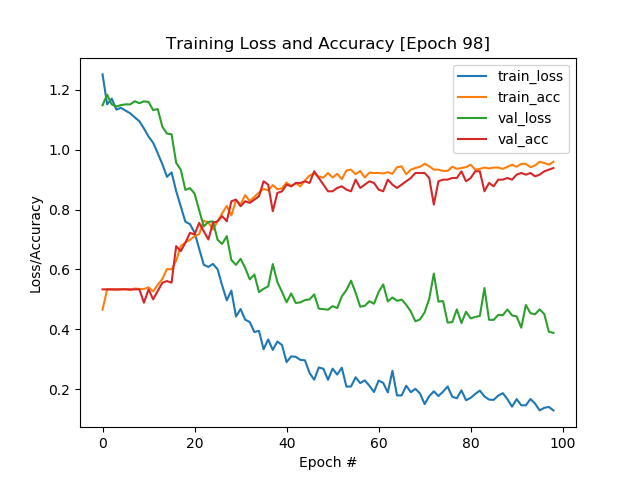 Training Loss and Accuracy [Epoch 98]
train_loss
train_acc
val_loss
val_acc
Loss/Accuracy
1.2
1.0
0.8
0.6
0.4
0.2
0 20 40 60 80 100
Epoch #